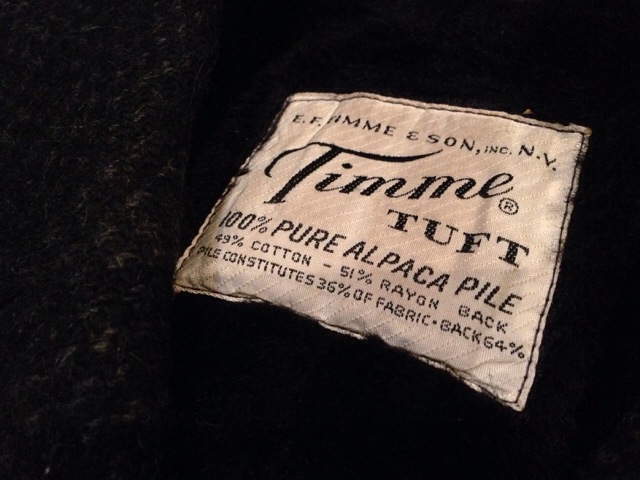 E.F. TIMME & SON, INC. N.Y.
Timme ®
TUFT
100% PURE ALPACA PILE
49% COTTON - 51% RAYON BACK
PILE CONSTITUTES 36% OF FABRIC • BACK 64%